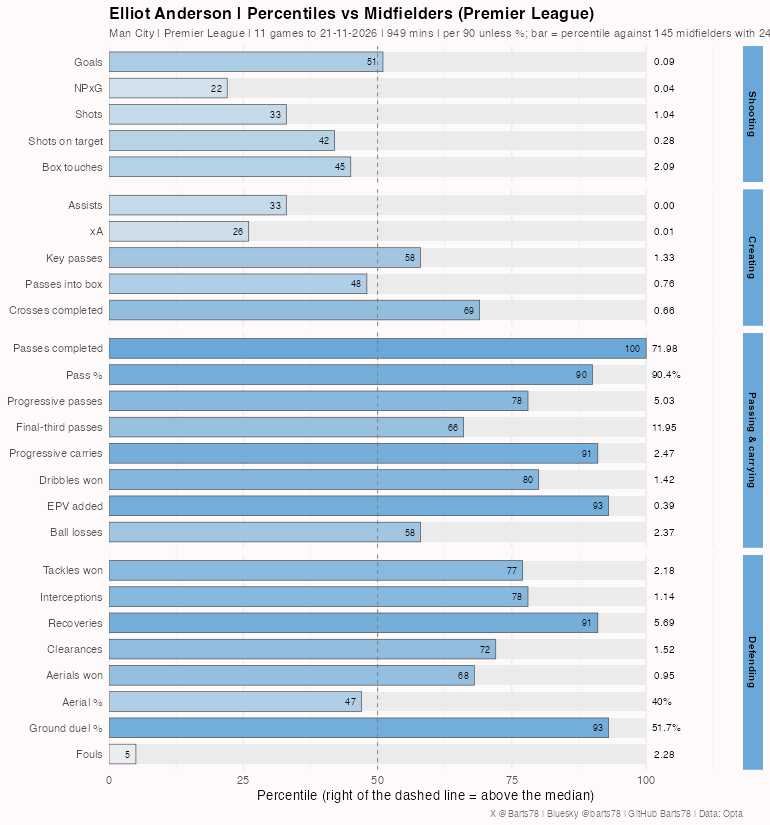 Elliot Anderson | Percentiles vs Midfielders (Premier League)
Man City | Premier League | 11 games to 21-11-2026 | 949 mins | per 90 unless %; bar = percentile against 145 midfielders with 24
Goals 51 0.09
NPxG 22 0.04
Shots 33 1.04
Shots on target 42 0.28
Box touches 45 2.09
Shooting
Assists 33 0.00
xA 26 0.01
Key passes 58 1.33
Passes into box 48 0.76
Crosses completed 69 0.66
Creating
Passes completed 100 71.98
Pass % 90 90.4%
Progressive passes 78 5.03
Final-third passes 66 11.95
Progressive carries 91 2.47
Dribbles won 80 1.42
EPV added 93 0.39
Ball losses 58 2.37
Passing & carrying
Tackles won 77 2.18
Interceptions 78 1.14
Recoveries 91 5.69
Clearances 72 1.52
Aerials won 68 0.95
Aerial % 47 40%
Ground duel % 93 51.7%
Fouls 5 2.28
Defending
0 25 50 75 100
Percentile (right of the dashed line = above the median)
X @Barts78 | Bluesky @barts78 | GitHub Barts78 | Data: Opta